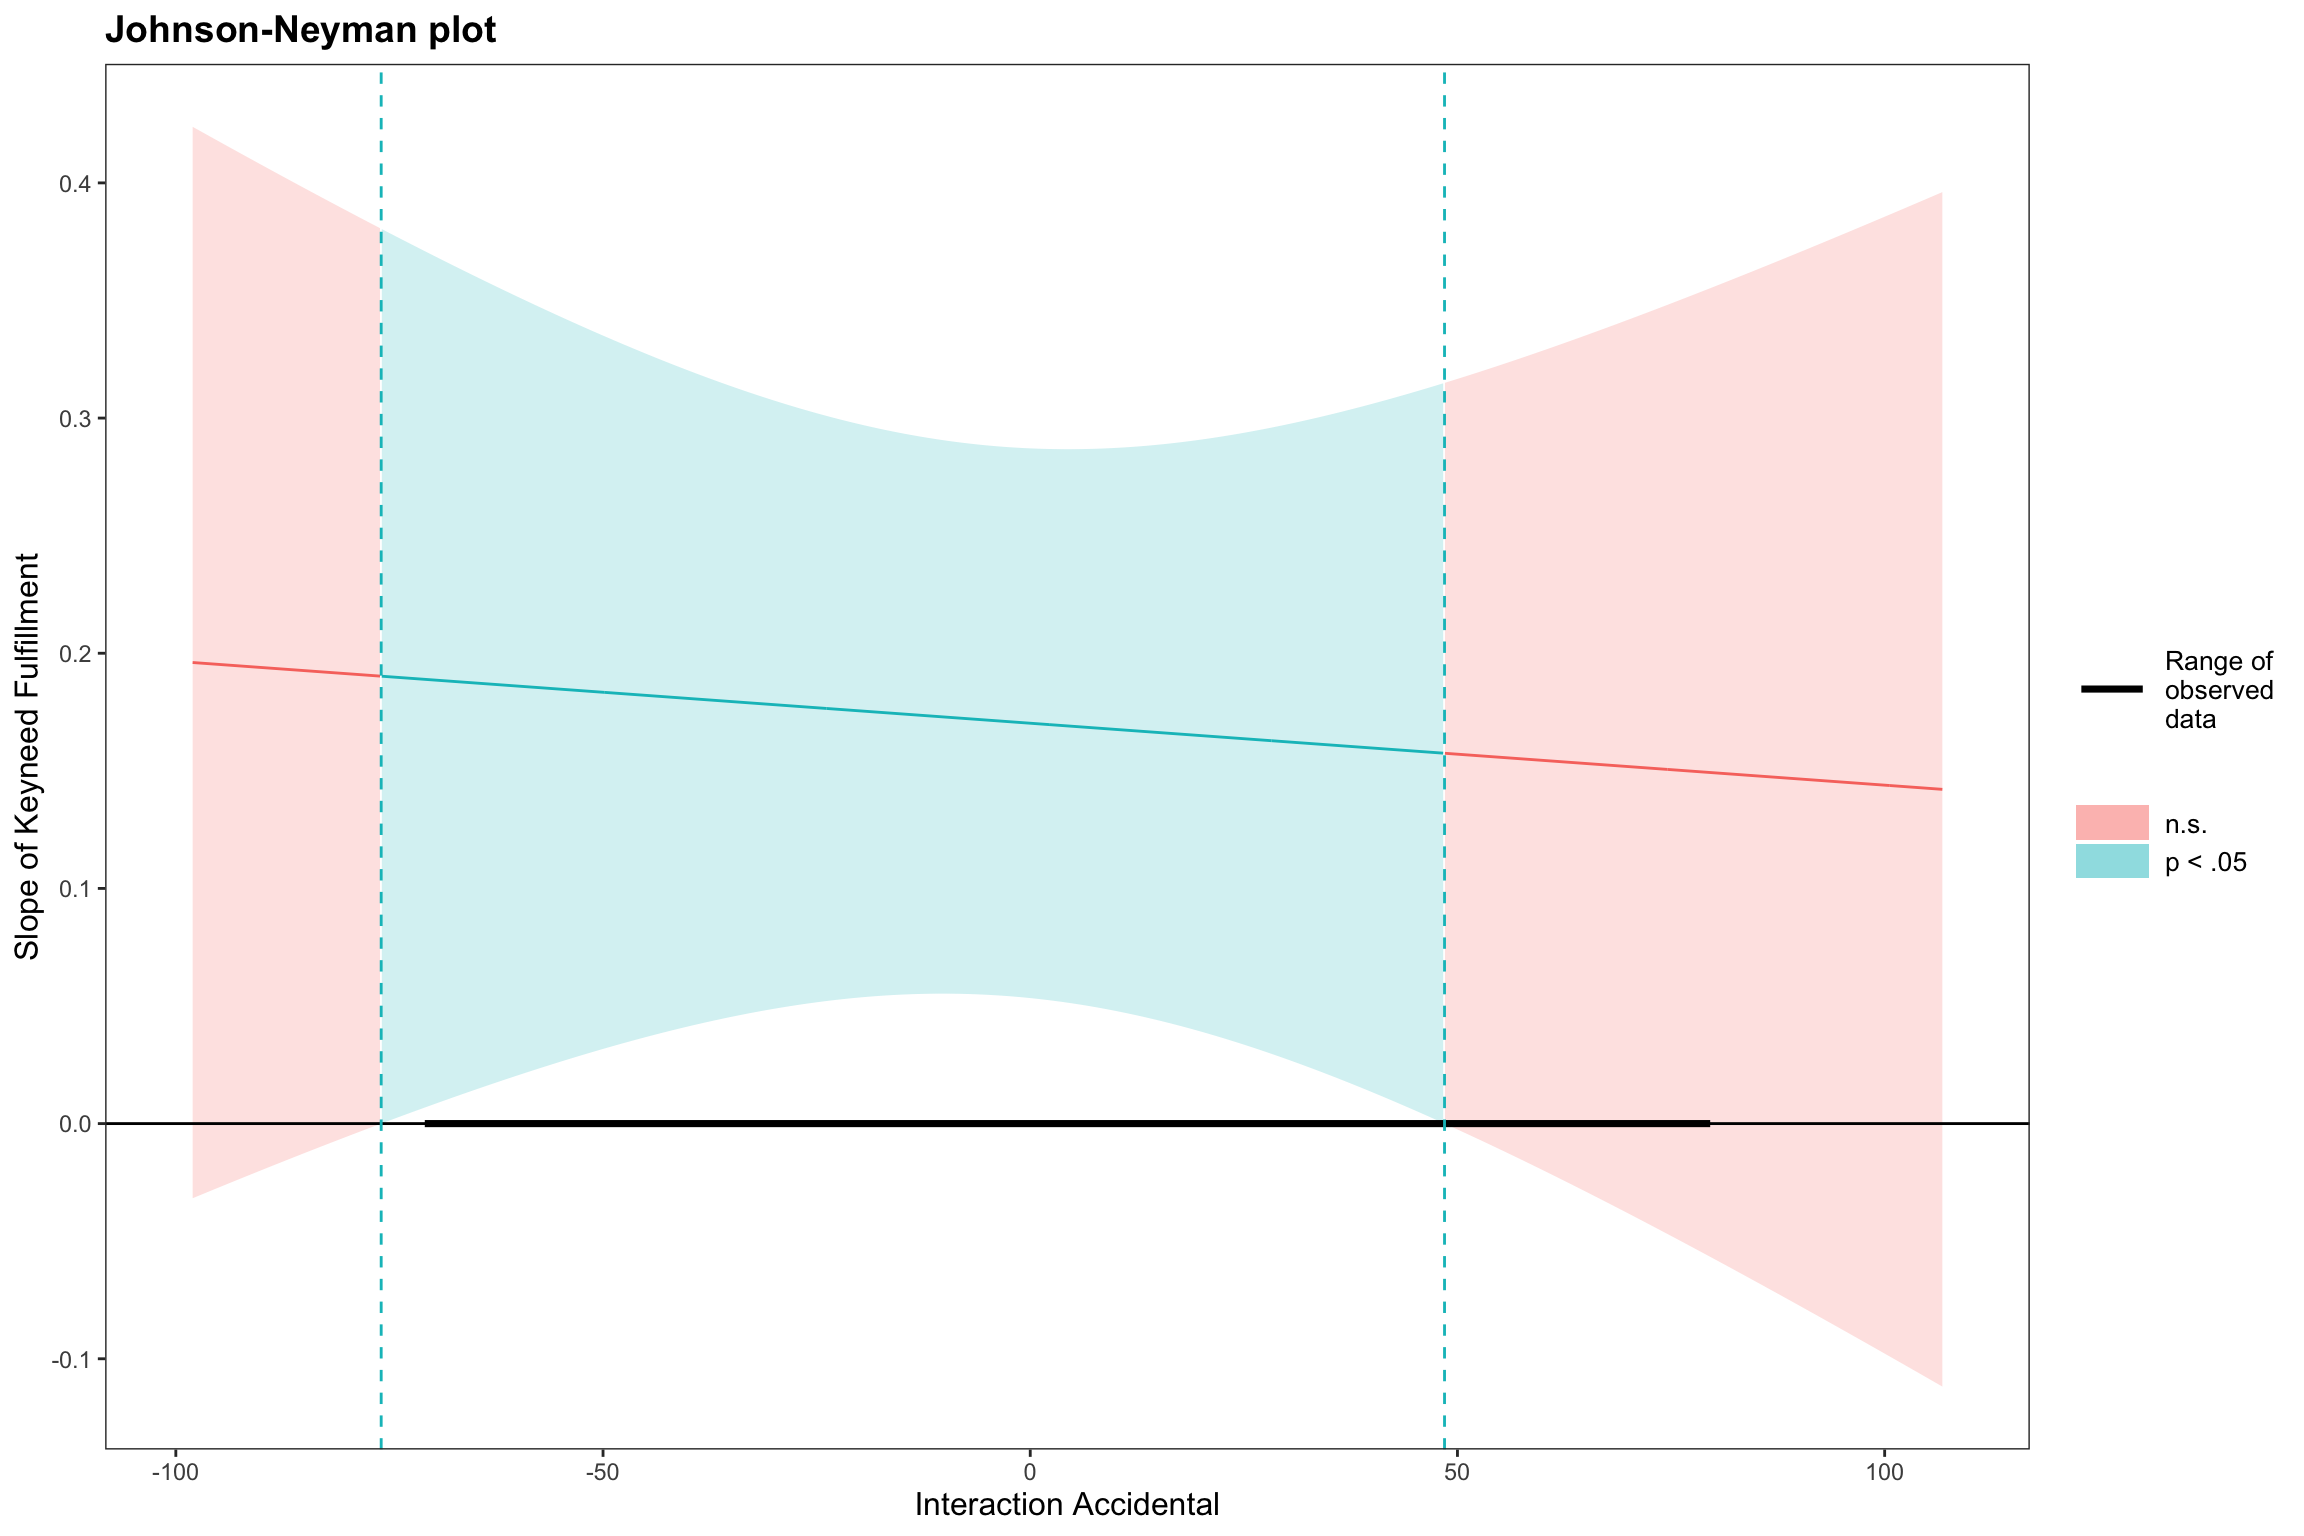 Johnson-Neyman plot
Slope of Keyneed Fulfillment
0.4
0.3
0.2
0.1
0.0
-0.1
-100
-50
0
50
100
Interaction Accidental
Range of
observed
data
n.s.
p < .05